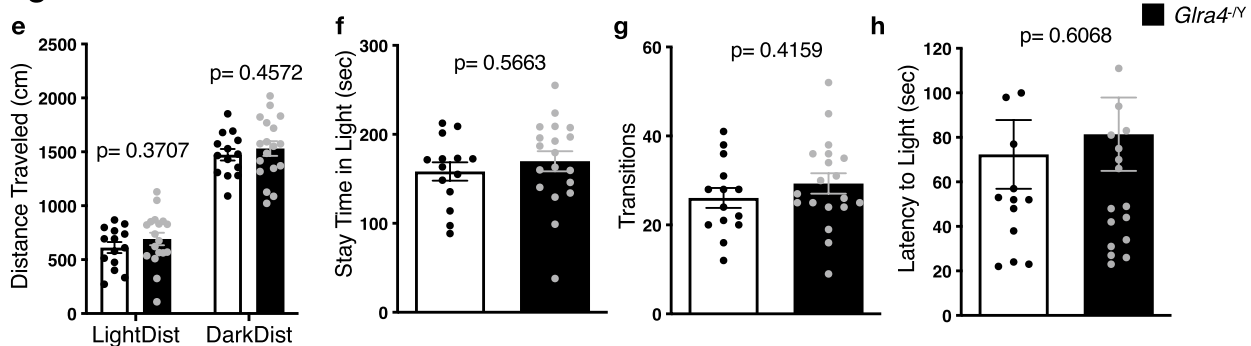 Glra4-/Y
e
2500
2000
1500
1000
500
0
Distance Traveled (cm)
p= 0.3707
p= 0.4572
LightDist DarkDist
f
300
200
100
0
Stay Time in Light (sec)
p= 0.5663
g
60
40
20
0
Transitions
p= 0.4159
h
120
100
80
60
40
20
0
Latency to Light (sec)
p= 0.6068